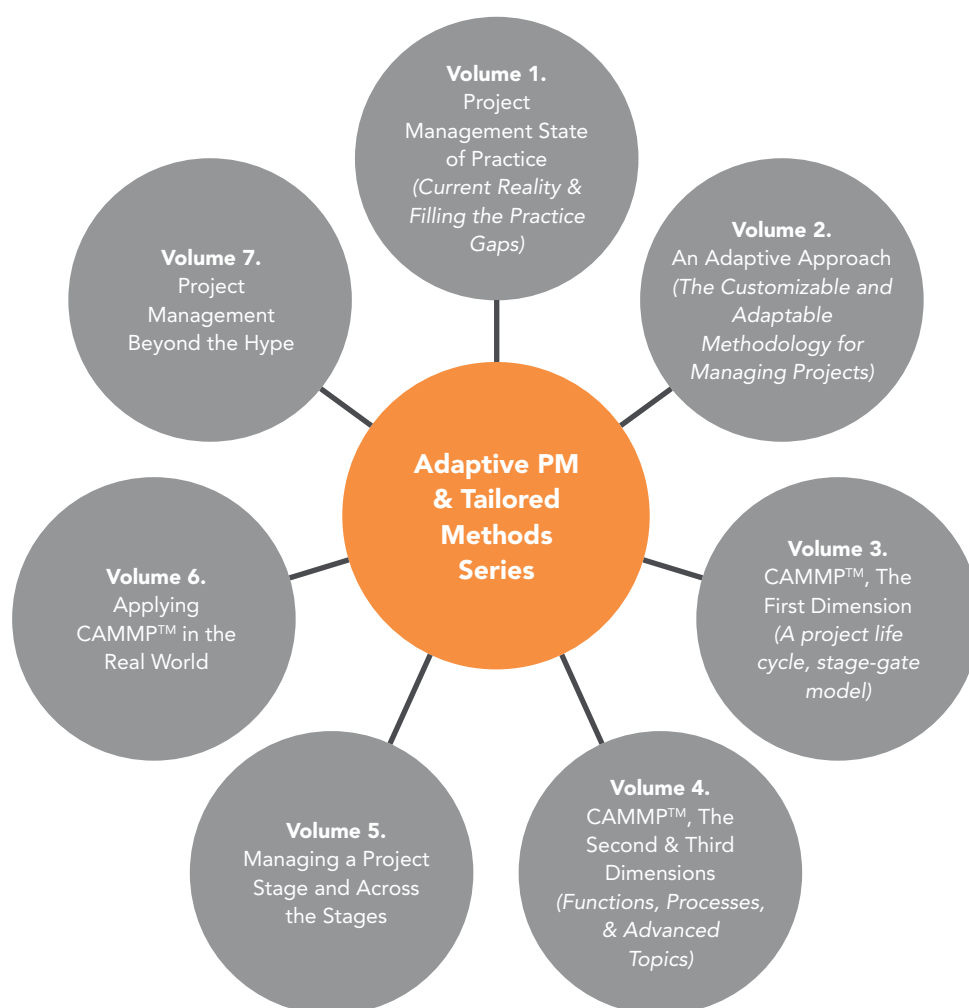 Volume 1.
Project
Management State
of Practice
(Current Reality &
Filling the Practice
Gaps)
Volume 2.
An Adaptive Approach
(The Customizable and
Adaptable
Methodology for
Managing Projects)
Volume 3.
CAMMP™, The
First Dimension
(A project life
cycle, stage-gate
model)
Volume 4.
CAMMP™, The
Second & Third
Dimensions
(Functions, Processes,
& Advanced
Topics)
Volume 5.
Managing a Project
Stage and Across
the Stages
Volume 6.
Applying
CAMMP™ in the
Real World
Volume 7.
Project
Management
Beyond the Hype
Adaptive PM
& Tailored
Methods
Series